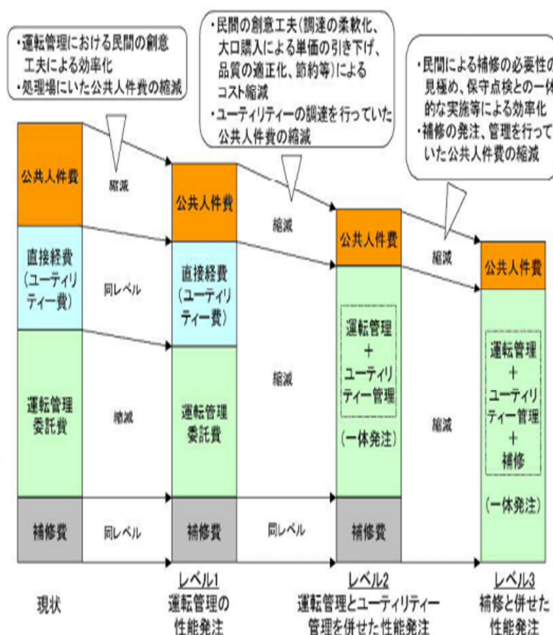 ・運転管理における民間の創意
工夫による効率化
・処理場にいた公共人件費の縮減
・民間の創意工夫（調達の柔軟化、
大口購入による単価の引き下げ、
品質の適正化、節約等）による
コスト縮減
・ユーティリティーの調達を行っていた
公共人件費の縮減
・民間による補修の必要性の
見極め、保守点検との一体
的な実施等による効率化
・補修の発注、管理を行って
いた公共人件費の縮減
公共人件費
直接経費
（ユーティリ
ティー費）
運転管理
委託費
補修費
現状
縮減
同レベル
縮減
同レベル
公共人件費
直接経費
（ユーティリ
ティー費）
運転管理
委託費
補修費
レベル1
運転管理の
性能発注
縮減
縮減
同レベル
公共人件費
運転管理
＋
ユーティリ
ティー管理
（一体発注）
補修費
レベル2
運転管理とユーティリティー
管理を併せた性能発注
縮減
縮減
公共人件費
運転管理
＋
ユーティリ
ティー管理
＋
補修
（一体発注）
レベル3
補修と併せた
性能発注